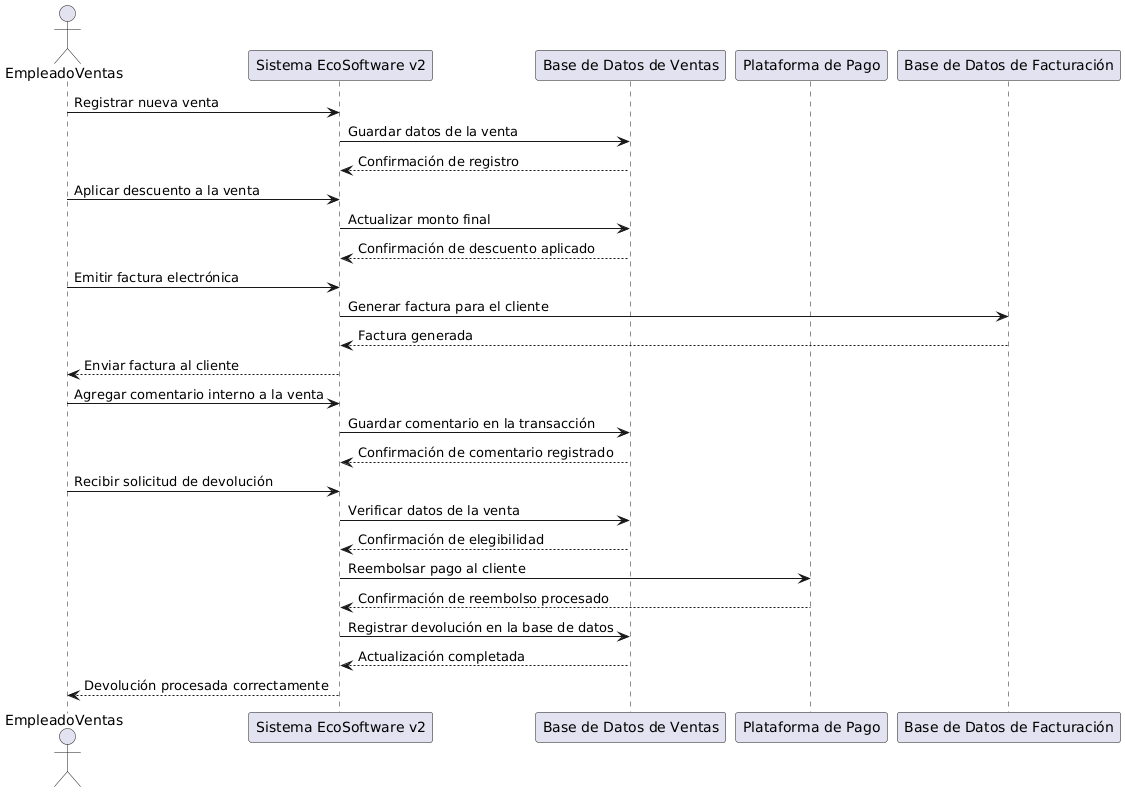 EmpleadoVentas
Sistema EcoSoftware v2
Base de Datos de Ventas
Plataforma de Pago
Base de Datos de Facturación
Registrar nueva venta
Guardar datos de la venta
Confirmación de registro
Aplicar descuento a la venta
Actualizar monto final
Confirmación de descuento aplicado
Emitir factura electrónica
Generar factura para el cliente
Factura generada
Enviar factura al cliente
Agregar comentario interno a la venta
Guardar comentario en la transacción
Confirmación de comentario registrado
Recibir solicitud de devolución
Verificar datos de la venta
Confirmación de elegibilidad
Reembolsar pago al cliente
Confirmación de reembolso procesado
Registrar devolución en la base de datos
Actualización completada
Devolución procesada correctamente
EmpleadoVentas
Sistema EcoSoftware v2
Base de Datos de Ventas
Plataforma de Pago
Base de Datos de Facturación